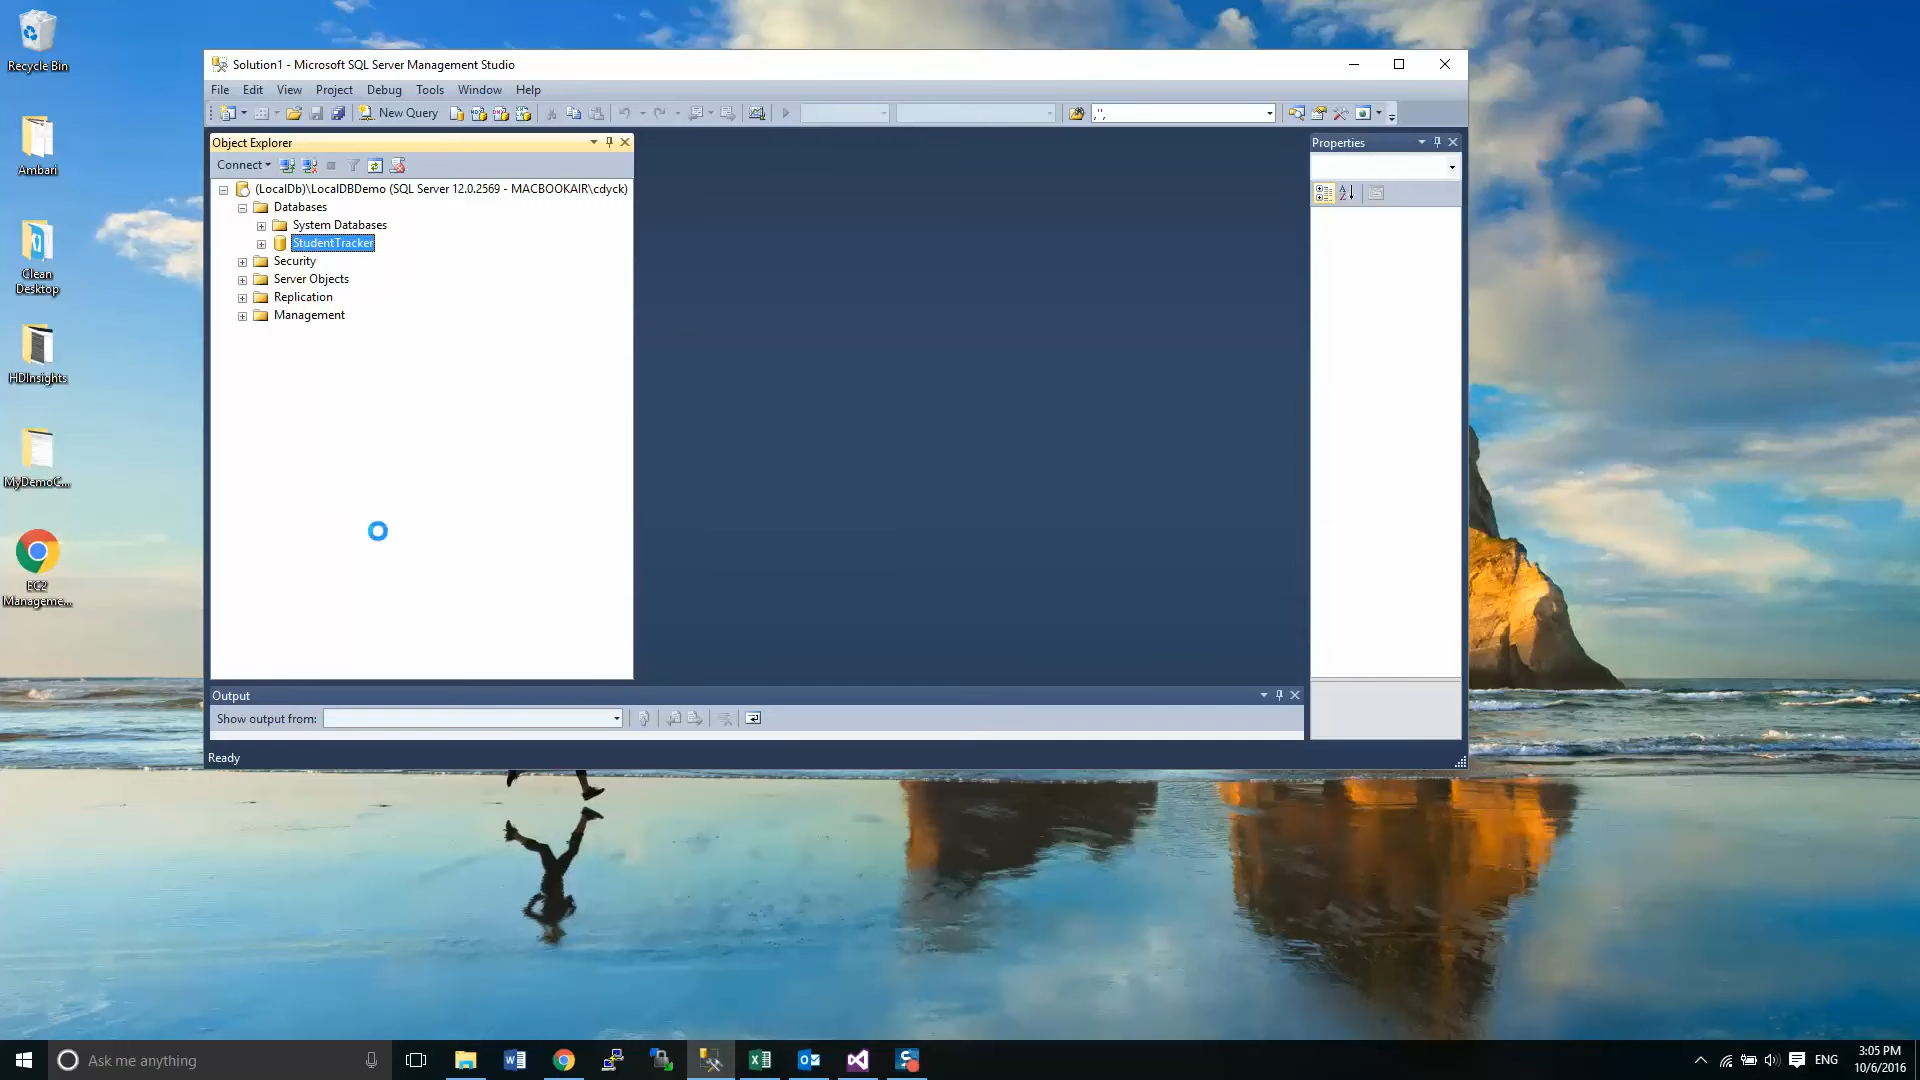 Recycle Bin
Ambari
Clean
Desktop
HDInsights
MyDemoC...
EC2
Manageme...
Solution1 - Microsoft SQL Server Management Studio
File Edit View Project Debug Tools Window Help
New Query
, ",
Object Explorer
Connect
(LocalDb)\LocalDBDemo (SQL Server 12.0.2569 - MACBOOKAIR\cdyck)
Databases
System Databases
StudentTracker
Security
Server Objects
Replication
Management
Properties
Output
Show output from:
Ready
Ask me anything
ENG
3:05 PM
10/6/2016